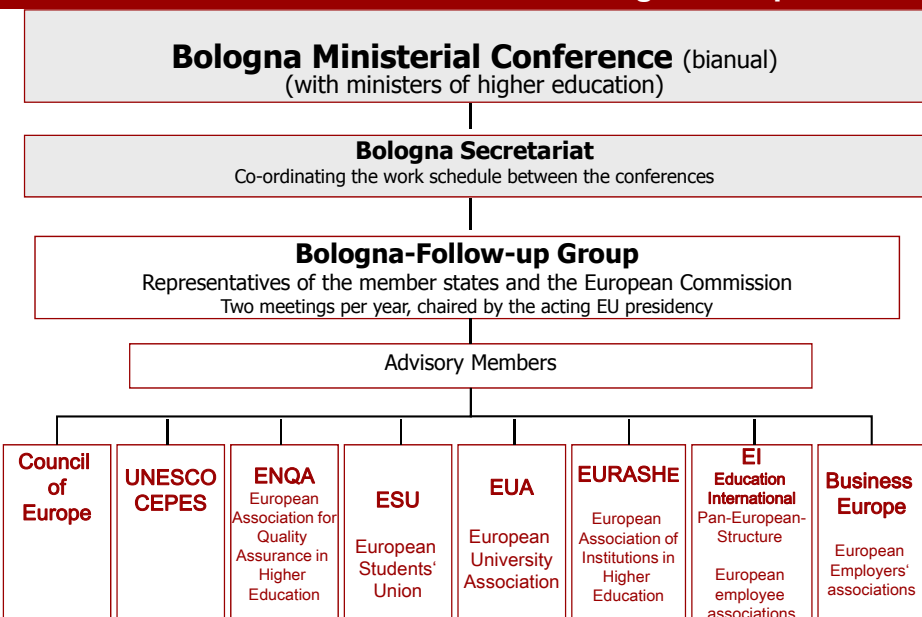 Bologna Ministerial Conference (bianual)
(with ministers of higher education)
Bologna Secretariat
Co-ordinating the work schedule between the conferences
Bologna-Follow-up Group
Representatives of the member states and the European Commission
Two meetings per year, chaired by the acting EU presidency
Advisory Members
Council
of
Europe
UNESCO
CEPES
ENQA
European
Association for
Quality
Assurance in
Higher
Education
ESU
European
Students‘
Union
EUA
European
University
Association
EURASHE
European
Association of
Institutions in
Higher
Education
EI
Education
International
Pan-European-
Structure
European
employee
associations
Business
Europe
European
Employers‘
associations